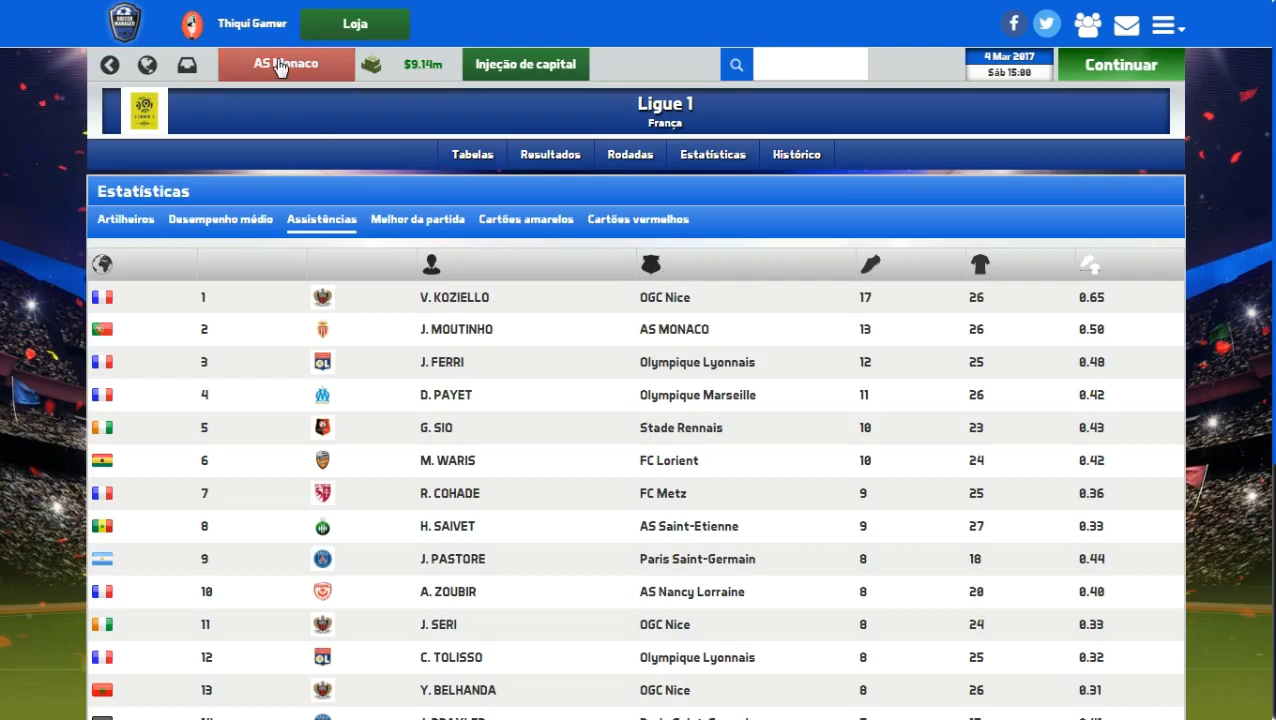 SOCCER MANAGER
Thiqui Gamer
Loja
AS Monaco
$9.14m
Injeção de capital
4 Mar 2017
Sáb 15:00
Continuar
Ligue 1
França
Tabelas Resultados Rodadas Estatísticas Histórico
Estatísticas
Artilheiros Desempenho médio Assistências Melhor da partida Cartões amarelos Cartões vermelhos
1 V. KOZIELLO OGC Nice 17 26 0.65
2 J. MOUTINHO AS MONACO 13 26 0.50
3 J. FERRI Olympique Lyonnais 12 25 0.48
4 D. PAYET Olympique Marseille 11 26 0.42
5 G. SIO Stade Rennais 10 23 0.43
6 M. WARIS FC Lorient 10 24 0.42
7 R. COHADE FC Metz 9 25 0.36
8 H. SAIVET AS Saint-Etienne 9 27 0.33
9 J. PASTORE Paris Saint-Germain 8 18 0.44
10 A. ZOUBIR AS Nancy Lorraine 8 20 0.40
11 J. SERI OGC Nice 8 24 0.33
12 C. TOLISSO Olympique Lyonnais 8 25 0.32
13 Y. BELHANDA OGC Nice 8 26 0.31